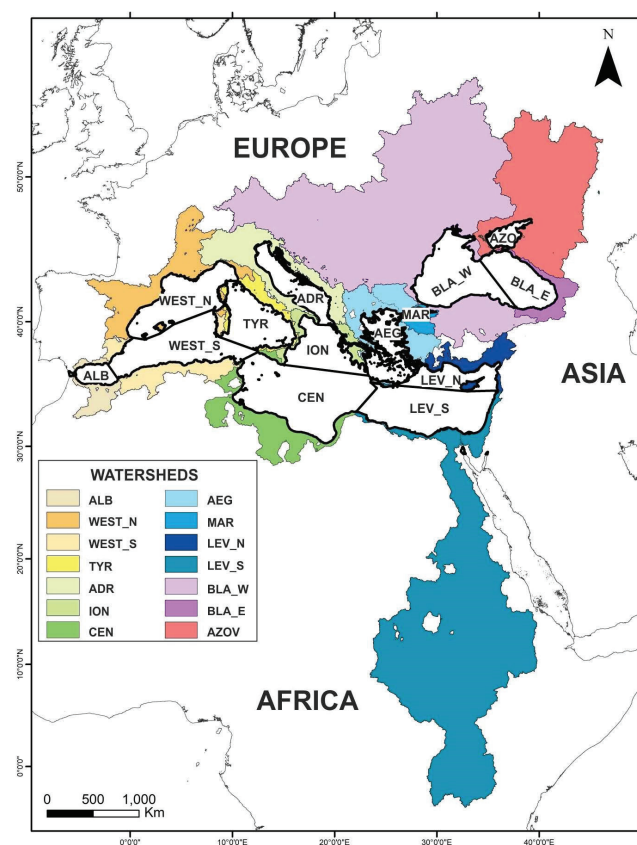 N
EUROPE
50°0'0"N
AZO
BLA_W
BLA_E
WEST_N
ADR
MAR
40°0'0"N
TYR
AEG
WEST_S
ION
ALB
LEV_N
ASIA
CEN
LEV_S
30°0'0"N
WATERSHEDS
ALB
AEG
WEST_N
MAR
WEST_S
LEV_N
TYR
LEV_S
ADR
BLA_W
ION
BLA_E
CEN
AZOV
20°0'0"N
10°0'0"N
AFRICA
0°0'0"
0 500 1,000
Km
0°0'0" 10°0'0"E 20°0'0"E 30°0'0"E 40°0'0"E